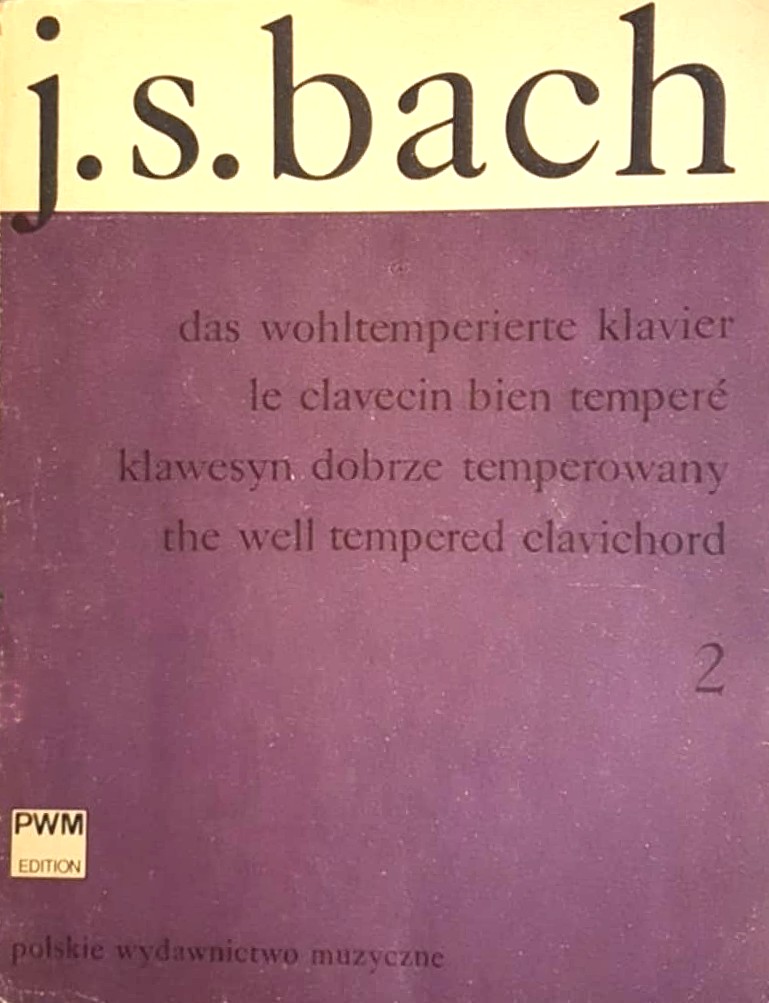 j.s.bach
das wohltemperierte klavier
le clavecin bien temperé
klawesyn dobrze temperowany
the well tempered clavichord
2
PWM
EDITION
polskie wydawnictwo muzyczne